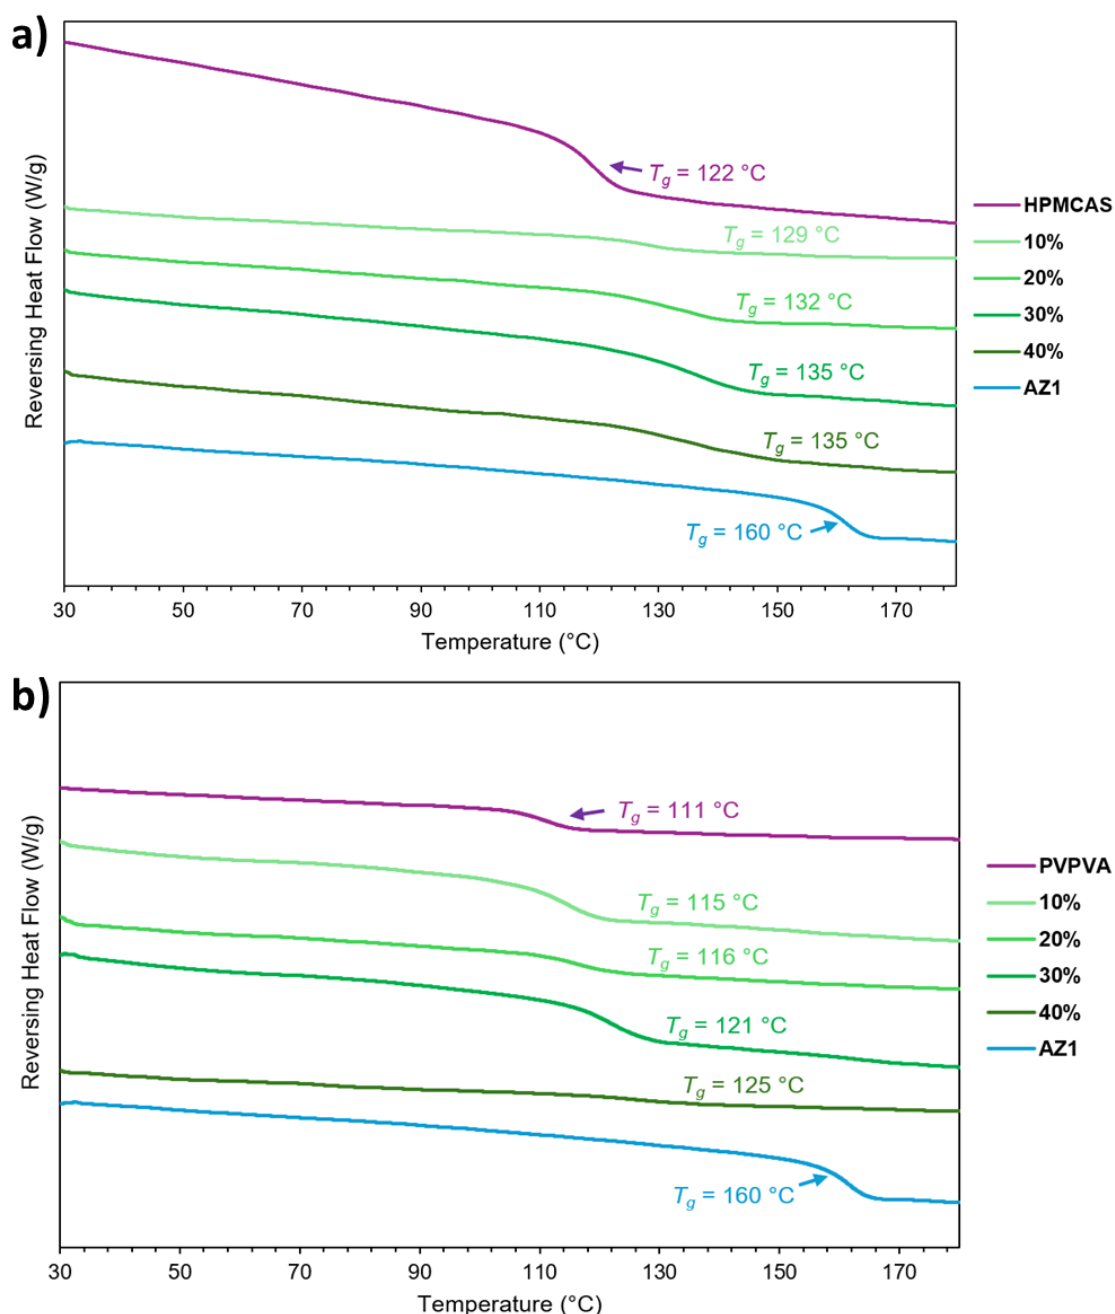 a)
Reversing Heat Flow (W/g)
Tg = 122 °C
Tg = 129 °C
Tg = 132 °C
Tg = 135 °C
Tg = 135 °C
Tg = 160 °C
HPMCAS
10%
20%
30%
40%
AZ1
30 50 70 90 110 130 150 170
Temperature (°C)
b)
Reversing Heat Flow (W/g)
Tg = 111 °C
Tg = 115 °C
Tg = 116 °C
Tg = 121 °C
Tg = 125 °C
Tg = 160 °C
PVPVA
10%
20%
30%
40%
AZ1
30 50 70 90 110 130 150 170
Temperature (°C)